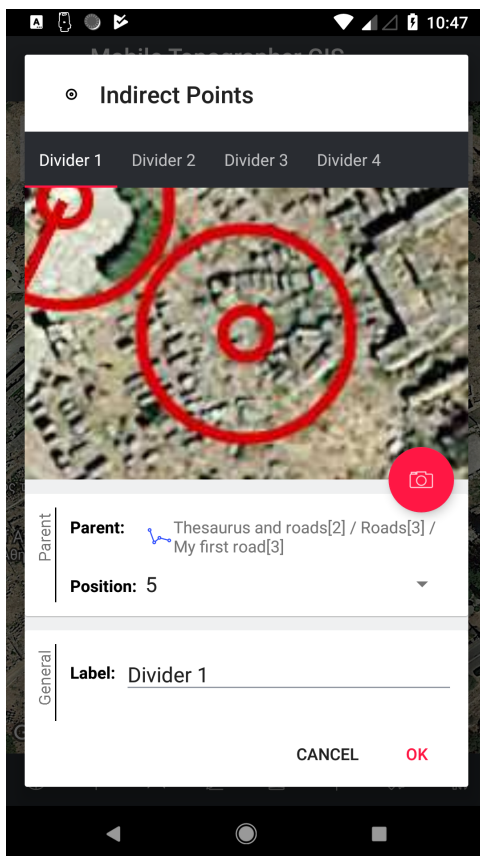 10:47
Indirect Points
Divider 1 Divider 2 Divider 3 Divider 4
Parent
Parent: Thesaurus and roads[2] / Roads[3] /
My first road[3]
Position: 5
General
Label: Divider 1
CANCEL OK